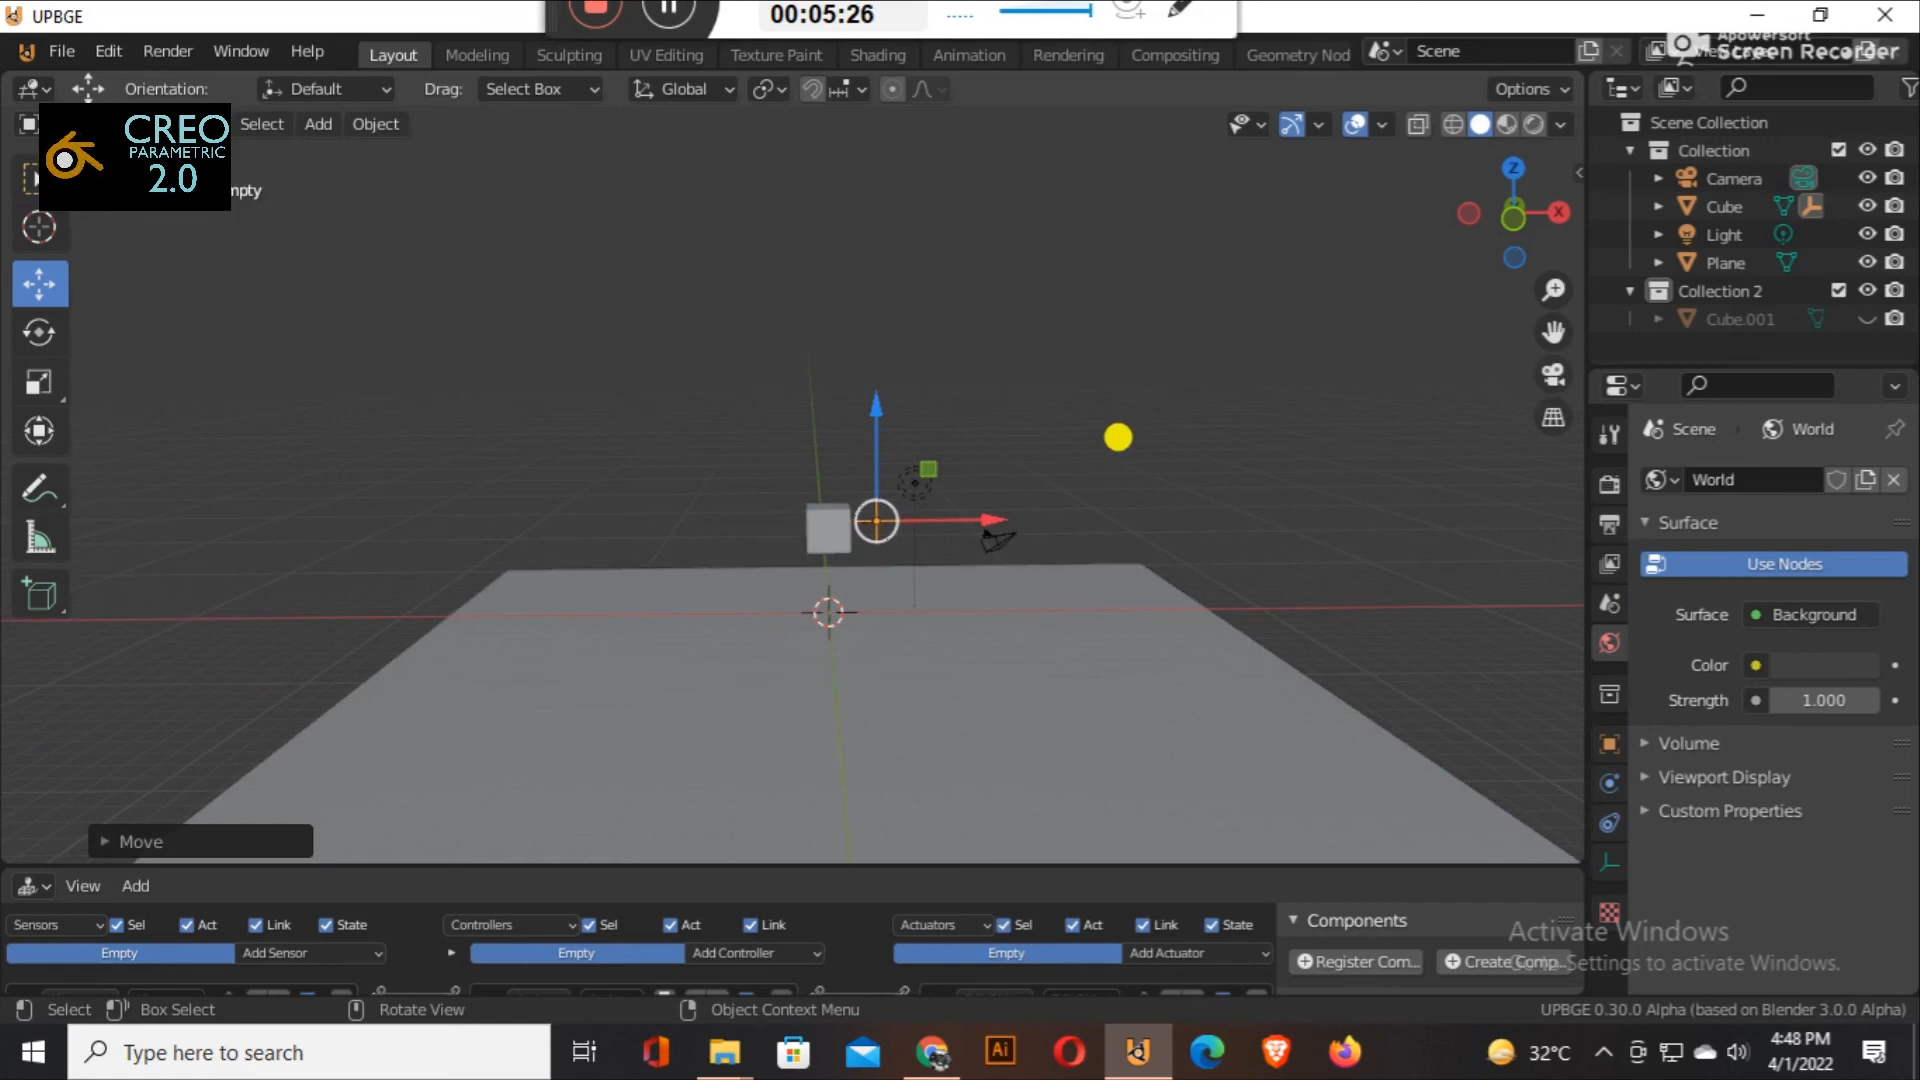 UPBGE
00:05:26
File Edit Render Window Help
Layout Modeling Sculpting UV Editing Texture Paint Shading Animation Rendering Compositing Geometry Nod
Scene
Apowersoft
Screen Recorder
Orientation: Default Drag: Select Box Global Options
Select Add Object
CREO
PARAMETRIC
2.0
mpty
Z
X
Scene Collection
Collection
Camera
Cube
Light
Plane
Collection 2
Cube.001
Scene World
World
Surface
Use Nodes
Surface Background
Color
Strength 1.000
Volume
Viewport Display
Custom Properties
Move
View Add
Sensors Sel Act Link State
Controllers Sel Act Link
Actuators Sel Act Link State
Empty Add Sensor
Empty Add Controller
Empty Add Actuator
Components
Register Com... Create Comp...
Activate Windows
Go to Settings to activate Windows.
Select Box Select Rotate View Object Context Menu
UPBGE 0.30.0 Alpha (based on Blender 3.0.0 Alpha)
Type here to search
Ai
32°C
4:48 PM
4/1/2022